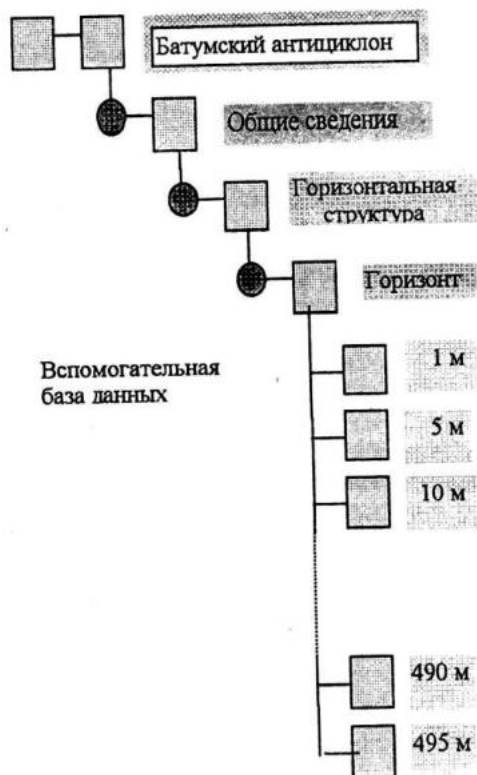 Батумский антициклон
Общие сведения
Горизонтальная
структура
Горизонт
1 м
Вспомогательная
база данных
5 м
10 м
490 м
495 м